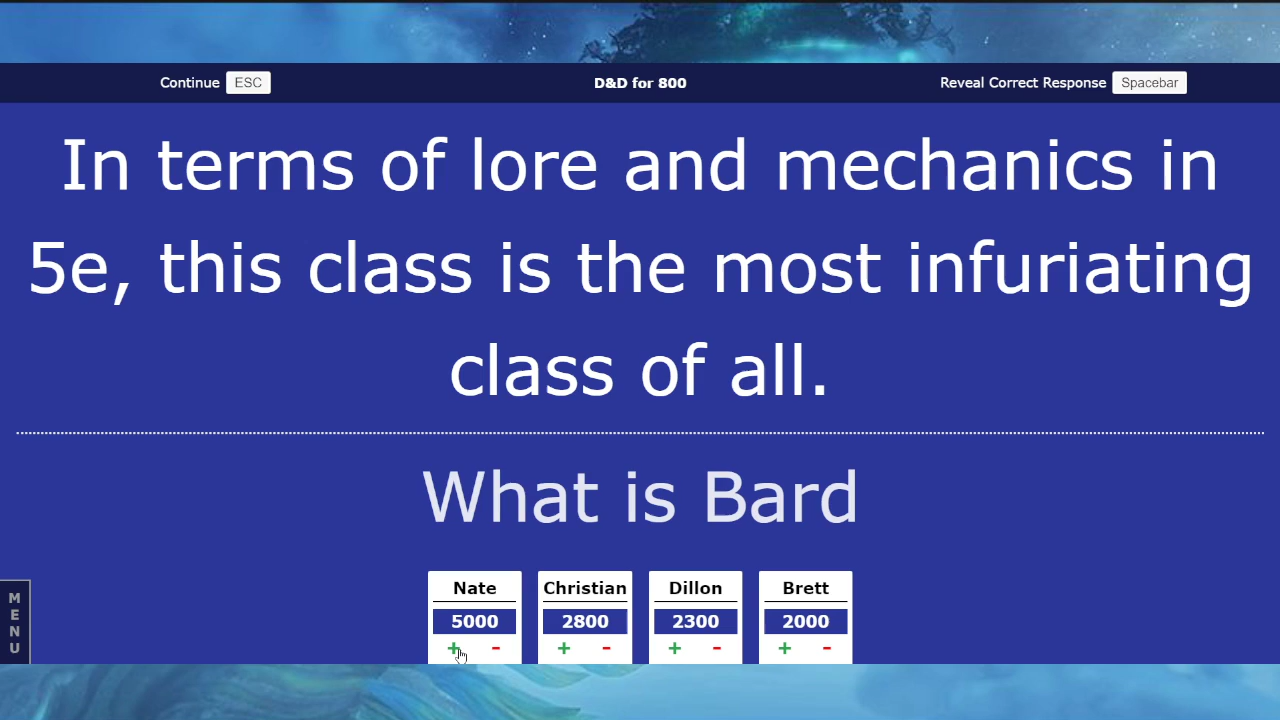 Continue ESC D&D for 800 Reveal Correct Response Spacebar
In terms of lore and mechanics in
5e, this class is the most infuriating
class of all.
What is Bard
Nate Christian Dillon Brett
5000 2800 2300 2000
+ - + - + - + -
MENU